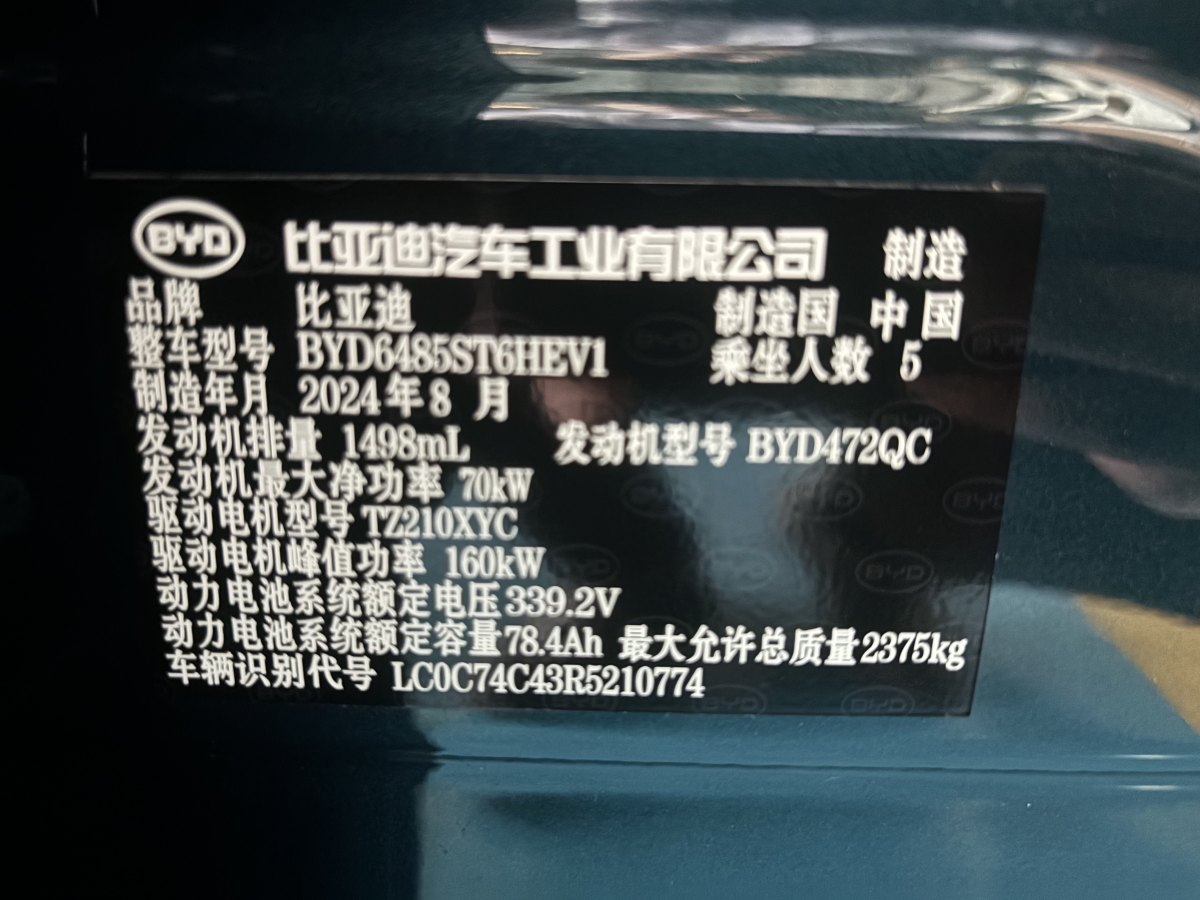 BYD 比亚迪汽车工业有限公司 制造
品牌 比亚迪 制造国 中国
整车型号 BYD6485ST6HEV1 乘坐人数 5
制造年月 2024年8月
发动机排量 1498mL 发动机型号 BYD472QC
发动机最大净功率 70kW
驱动电机型号 TZ210XYC
驱动电机峰值功率 160kW
动力电池系统额定电压 339.2V
动力电池系统额定容量 78.4Ah 最大允许总质量 2375kg
车辆识别代号 LC0C74C43R5210774